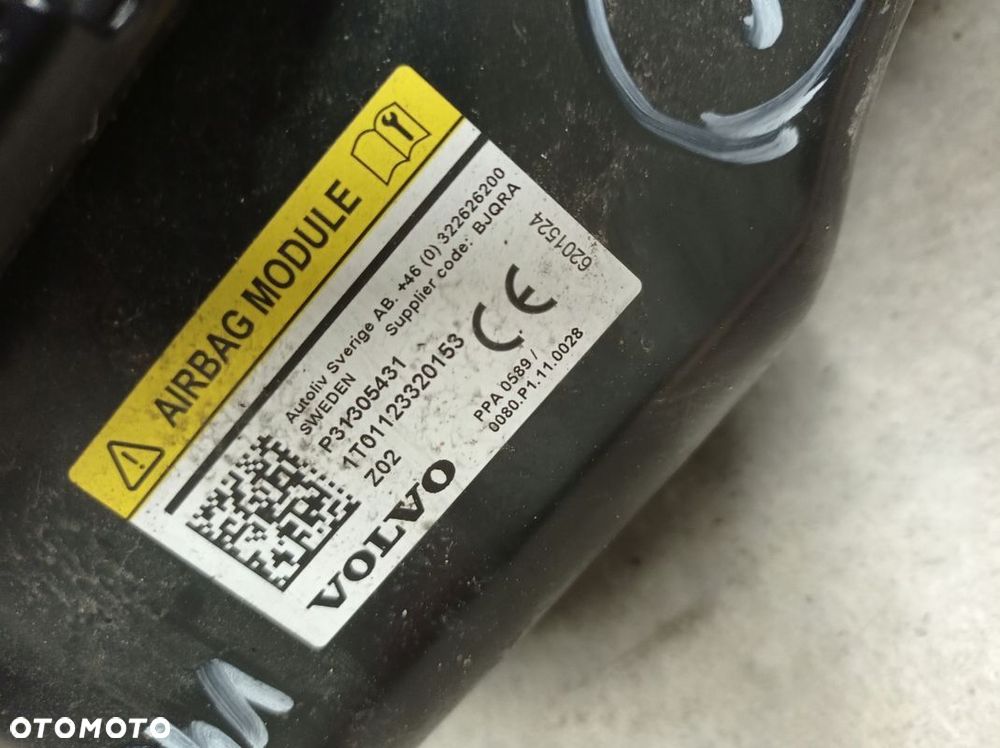 AIRBAG MODULE
Autoliv Sverige AB. +46 (0) 322626200
SWEDEN
Supplier code: BJQRA
P31305431
1T01123320153
Z02
CE
6201524
VOLVO
PPA 0589 /
0080.P1.11.0028
OTOMOTO